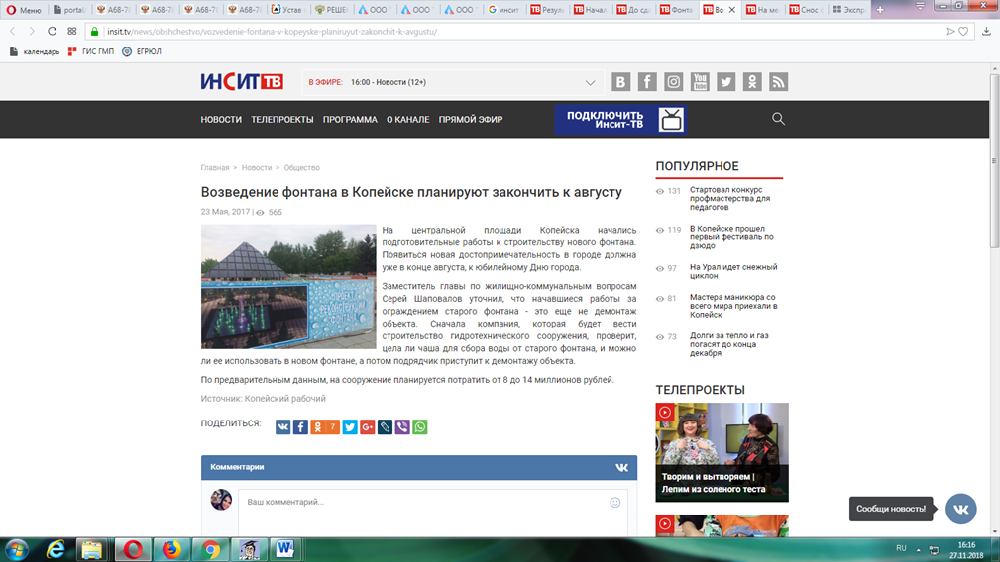 Меню
portal
А68-7
А68-7
А68-7
А68-7
Устав
РЕШЕ
ООО
ООО
ООО
инсит
Резул
Начал
До сд
Фонта
Во
На ме
Снос
Экспр
insit.tv/news/obshchestvo/vozvedenie-fontana-v-kopeyske-planiruyut-zakonchit-k-avgustu/
календарь
ГИС ГМП
ЕГРЮЛ
ИНСИТ ТВ
В ЭФИРЕ: 16:00 - Новости (12+)
You Tube
НОВОСТИ ТЕЛЕПРОЕКТЫ ПРОГРАММА О КАНАЛЕ ПРЯМОЙ ЭФИР
ПОДКЛЮЧИТЬ
Инсит-ТВ
Главная » Новости » Общество
Возведение фонтана в Копейске планируют закончить к августу
23 Мая, 2017 | 565
ПРОЕКТ
РЕКОНСТРУКЦИИ
ФОНТАНА
На центральной площади Копейска начались
подготовительные работы к строительству нового фонтана.
Появиться новая достопримечательность в городе должна
уже в конце августа, к юбилейному Дню города.
Заместитель главы по жилищно-коммунальным вопросам
Серей Шаповалов уточнил, что начавшиеся работы за
ограждением старого фонтана - это еще не демонтаж
объекта. Сначала компания, которая будет вести
строительство гидротехнического сооружения, проверит,
цела ли чаша для сбора воды от старого фонтана, и можно
ли ее использовать в новом фонтане, а потом подрядчик приступит к демонтажу объекта.
По предварительным данным, на сооружение планируется потратить от 8 до 14 миллионов рублей.
Источник: Копейский рабочий
ПОДЕЛИТЬСЯ:
7
G+
Комментарии
Ваш комментарий...
ПОПУЛЯРНОЕ
131 Стартовал конкурс
профмастерства для
педагогов
119 В Копейске прошел
первый фестиваль по
дзюдо
97 На Урал идет снежный
циклон
81 Мастера маникюра со
всего мира приехали в
Копейск
73 Долги за тепло и газ
погасят до конца
декабря
ТЕЛЕПРОЕКТЫ
Творим и вытворяем |
Лепим из соленого теста
Сообщи новость!
RU
16:16
27.11.2018